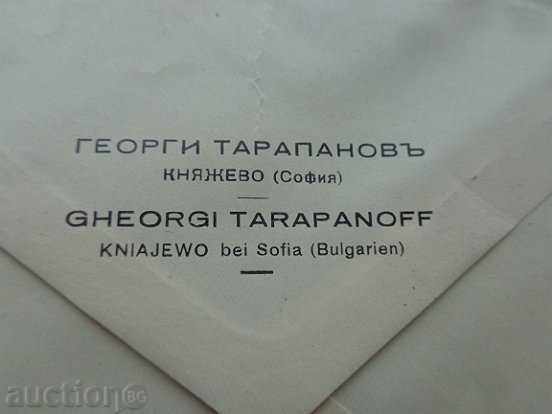 ГЕОРГИ ТАРАПАНОВЪ
КНЯЖЕВО (София)
GHEORGI TARAPANOFF
KNIAJEWO bei Sofia (Bulgarien)
auction BG